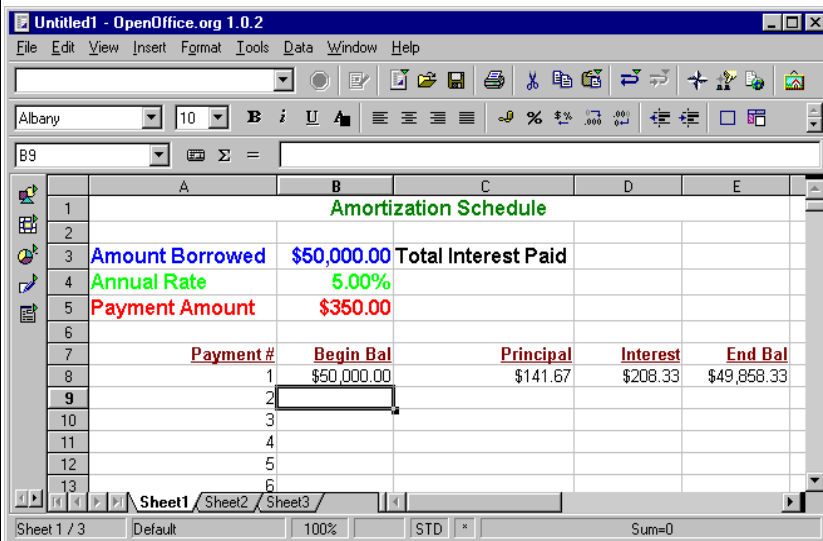 Untitled1 - OpenOffice.org 1.0.2
File Edit View Insert Format Tools Data Window Help
Albany 10 B i U A
B9 Σ =
A B C D E
1 Amortization Schedule
2
3 Amount Borrowed $50,000.00 Total Interest Paid
4 Annual Rate 5.00%
5 Payment Amount $350.00
6
7 Payment # Begin Bal Principal Interest End Bal
8 1 $50,000.00 $141.67 $208.33 $49,858.33
9 2
10 3
11 4
12 5
13 6
Sheet1 Sheet2 Sheet3
Sheet 1 / 3 Default 100% STD * Sum=0